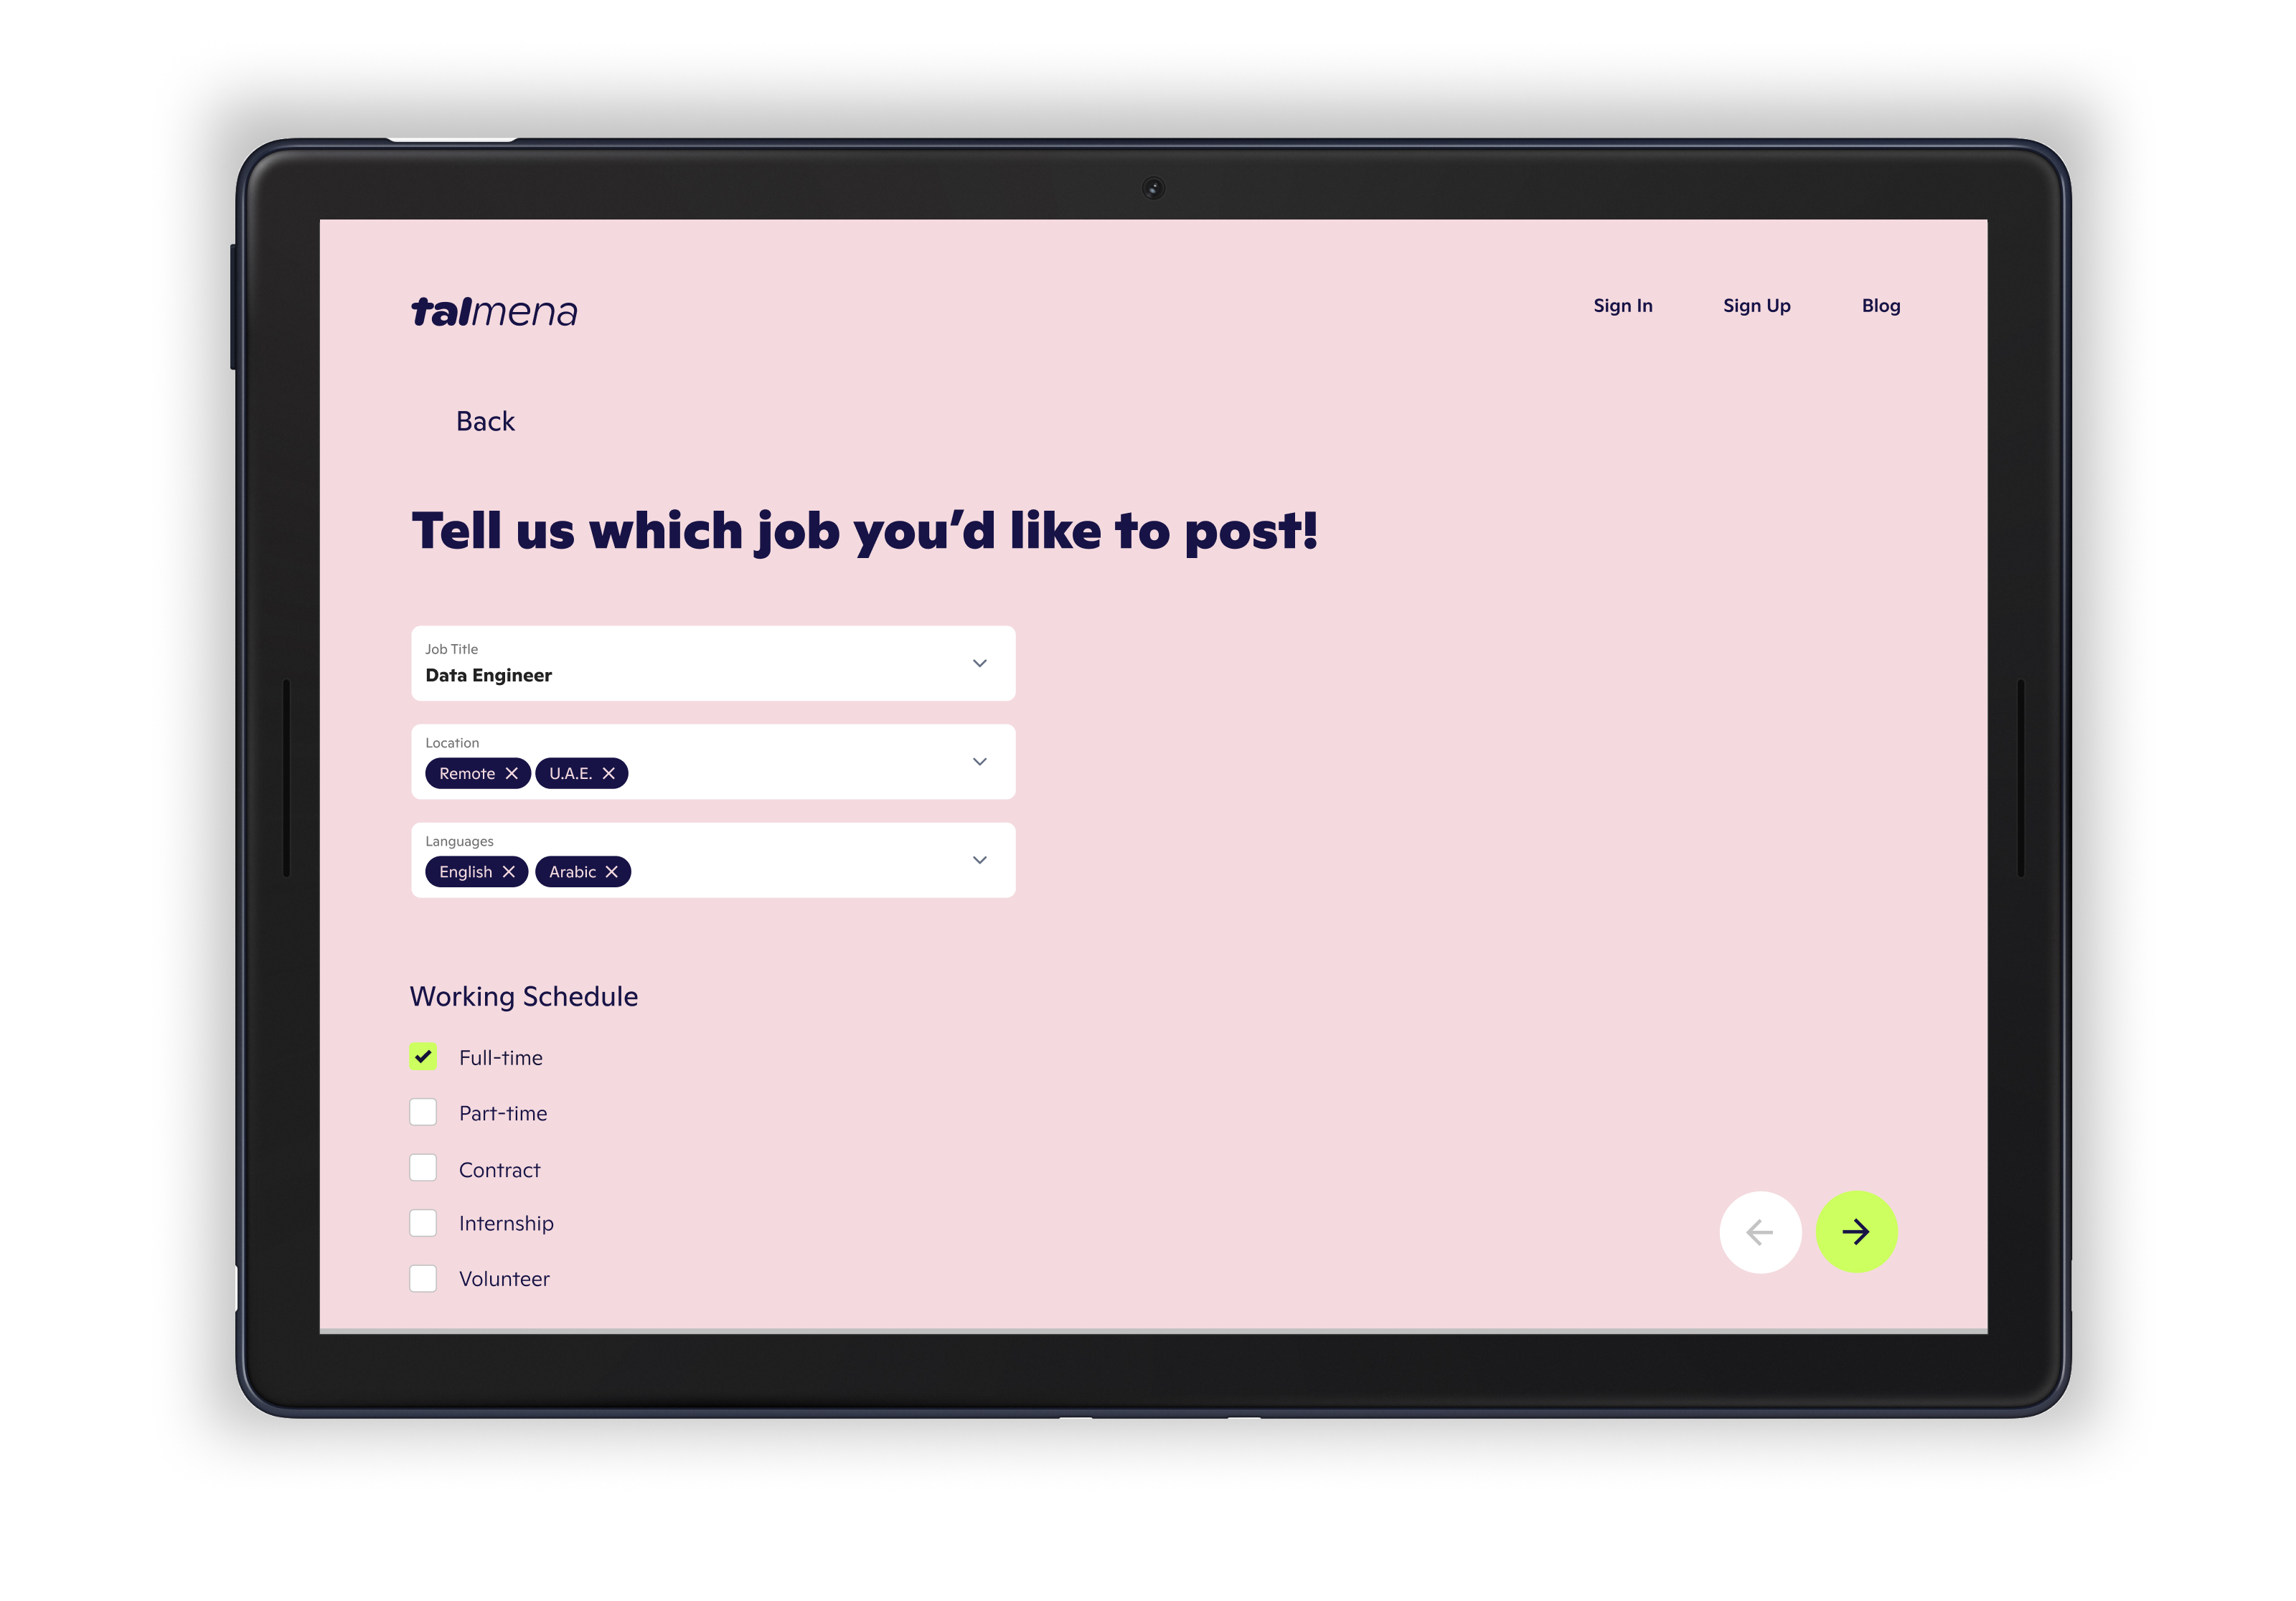 talmena
Sign In Sign Up Blog
Back
Tell us which job you’d like to post!
Job Title
Data Engineer
Location
Remote U.A.E.
Languages
English Arabic
Working Schedule
Full-time
Part-time
Contract
Internship
Volunteer